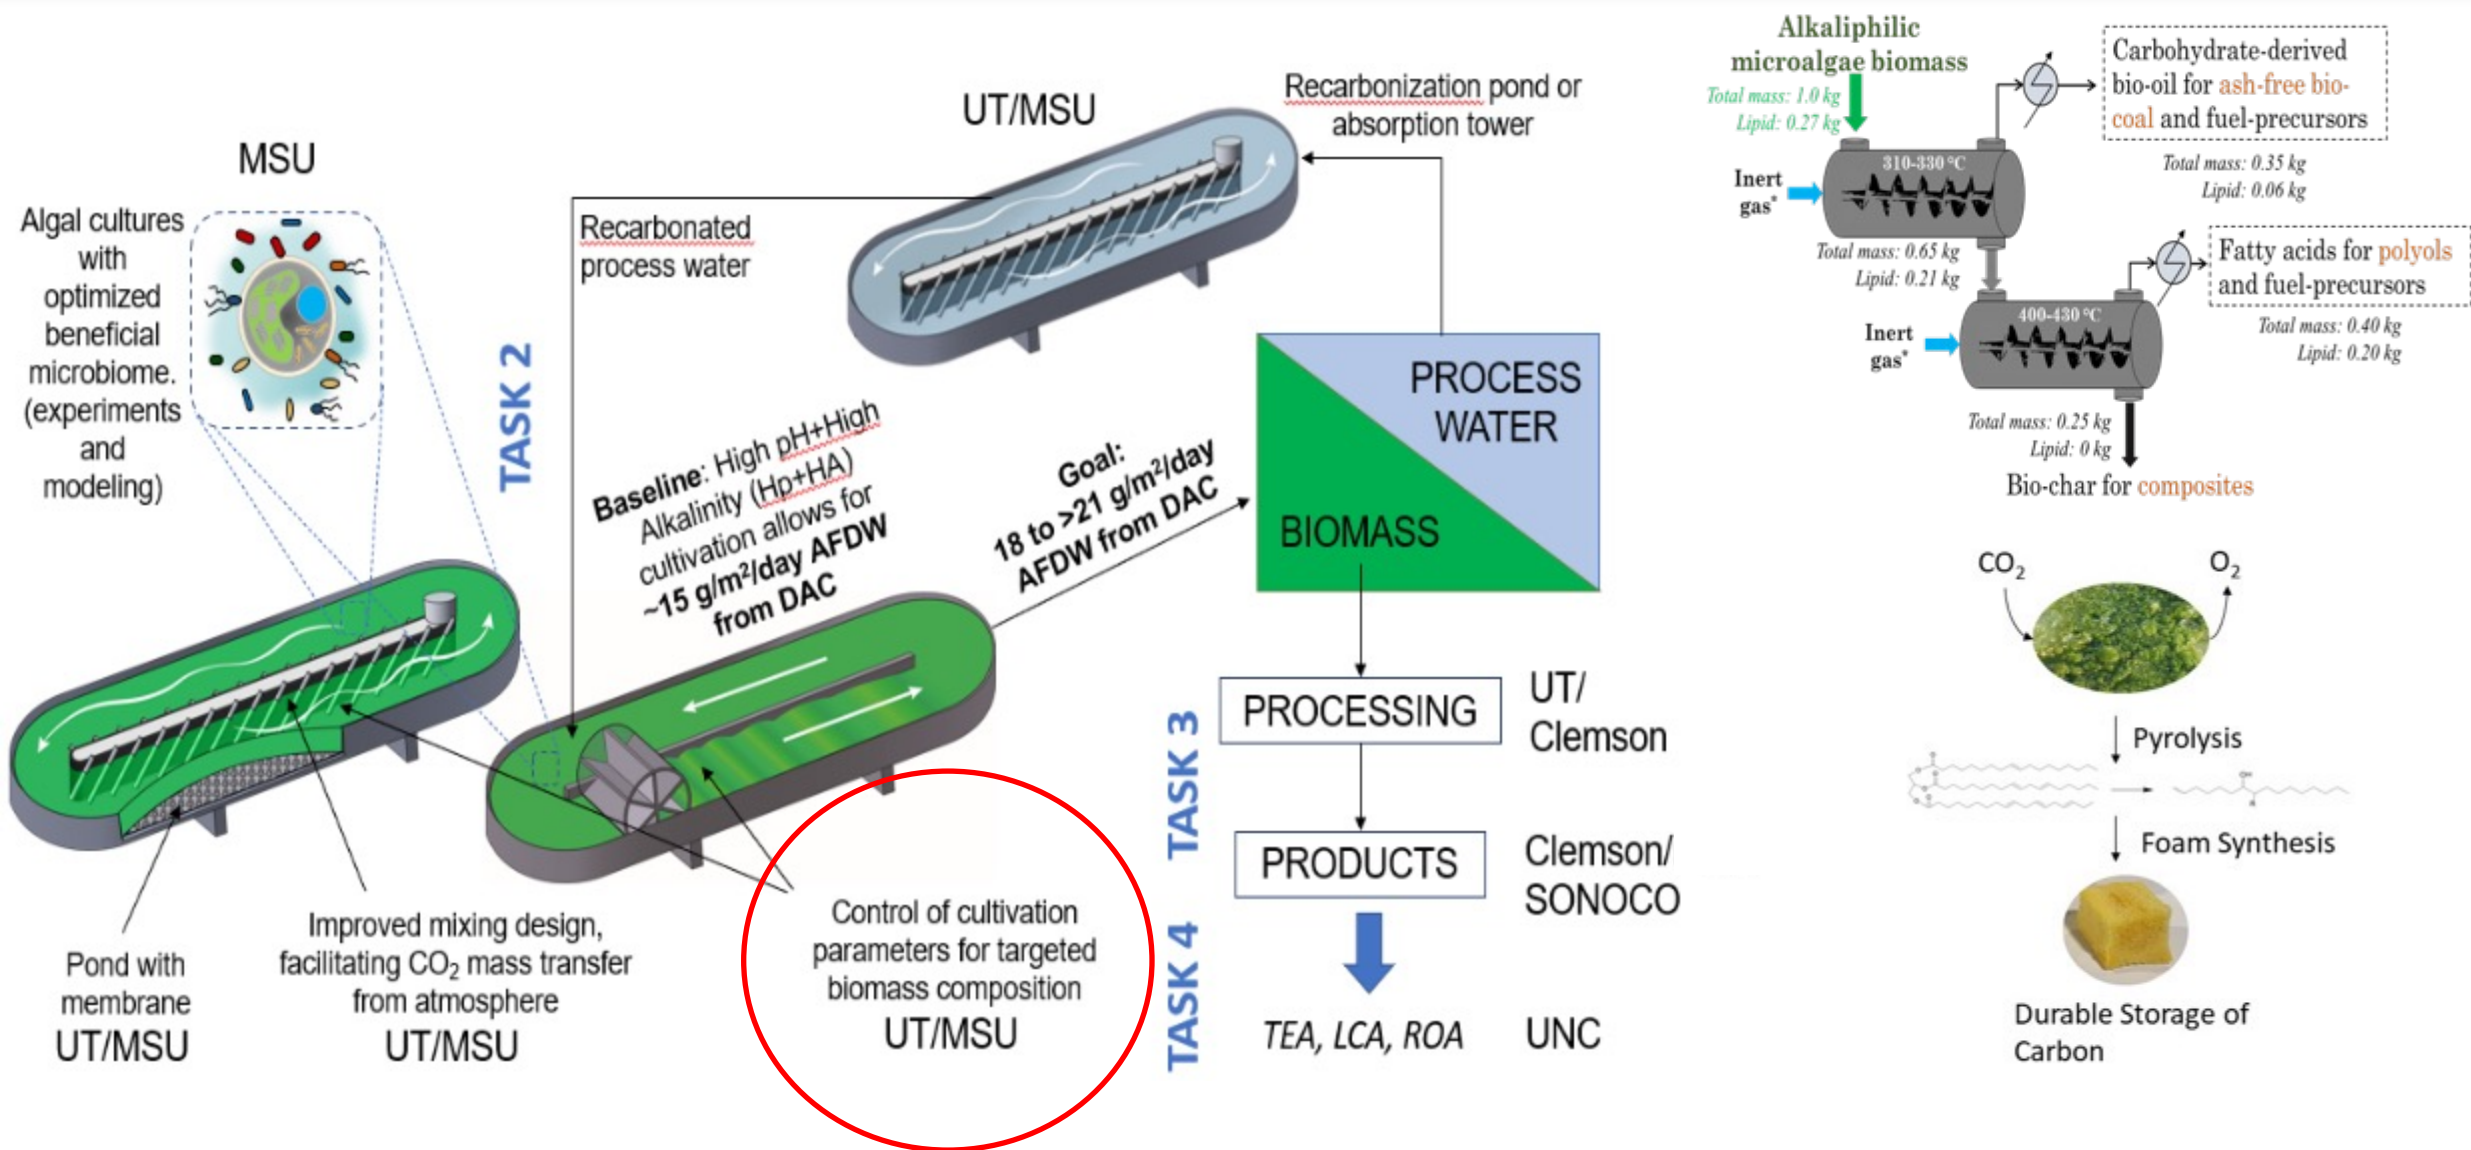 MSU
Algal cultures
with
optimized
beneficial
microbiome.
(experiments
and
modeling)
TASK 2
UT/MSU
Recarbonization pond or
absorption tower
Recarbonated
process water
Baseline: High pH+High
Alkalinity (Hp+HA)
cultivation allows for
~15 g/m²/day AFDW
from DAC
Goal:
18 to >21 g/m²/day
AFDW from DAC
PROCESS
WATER
BIOMASS
Pond with
membrane
UT/MSU
Improved mixing design,
facilitating CO₂ mass transfer
from atmosphere
UT/MSU
Control of cultivation
parameters for targeted
biomass composition
UT/MSU
TASK 3
PROCESSING
UT/
Clemson
PRODUCTS
Clemson/
SONOCO
TASK 4
TEA, LCA, ROA
UNC
Alkaliphilic
microalgae biomass
Total mass: 1.0 kg
Lipid: 0.27 kg
Inert
gas*
310-330 °C
Carbohydrate-derived
bio-oil for ash-free bio-
coal and fuel-precursors
Total mass: 0.35 kg
Lipid: 0.06 kg
Total mass: 0.65 kg
Lipid: 0.21 kg
Inert
gas*
400-430 °C
Fatty acids for polyols
and fuel-precursors
Total mass: 0.40 kg
Lipid: 0.20 kg
Total mass: 0.25 kg
Lipid: 0 kg
Bio-char for composites
CO₂
O₂
Pyrolysis
OH
Foam Synthesis
Durable Storage of
Carbon